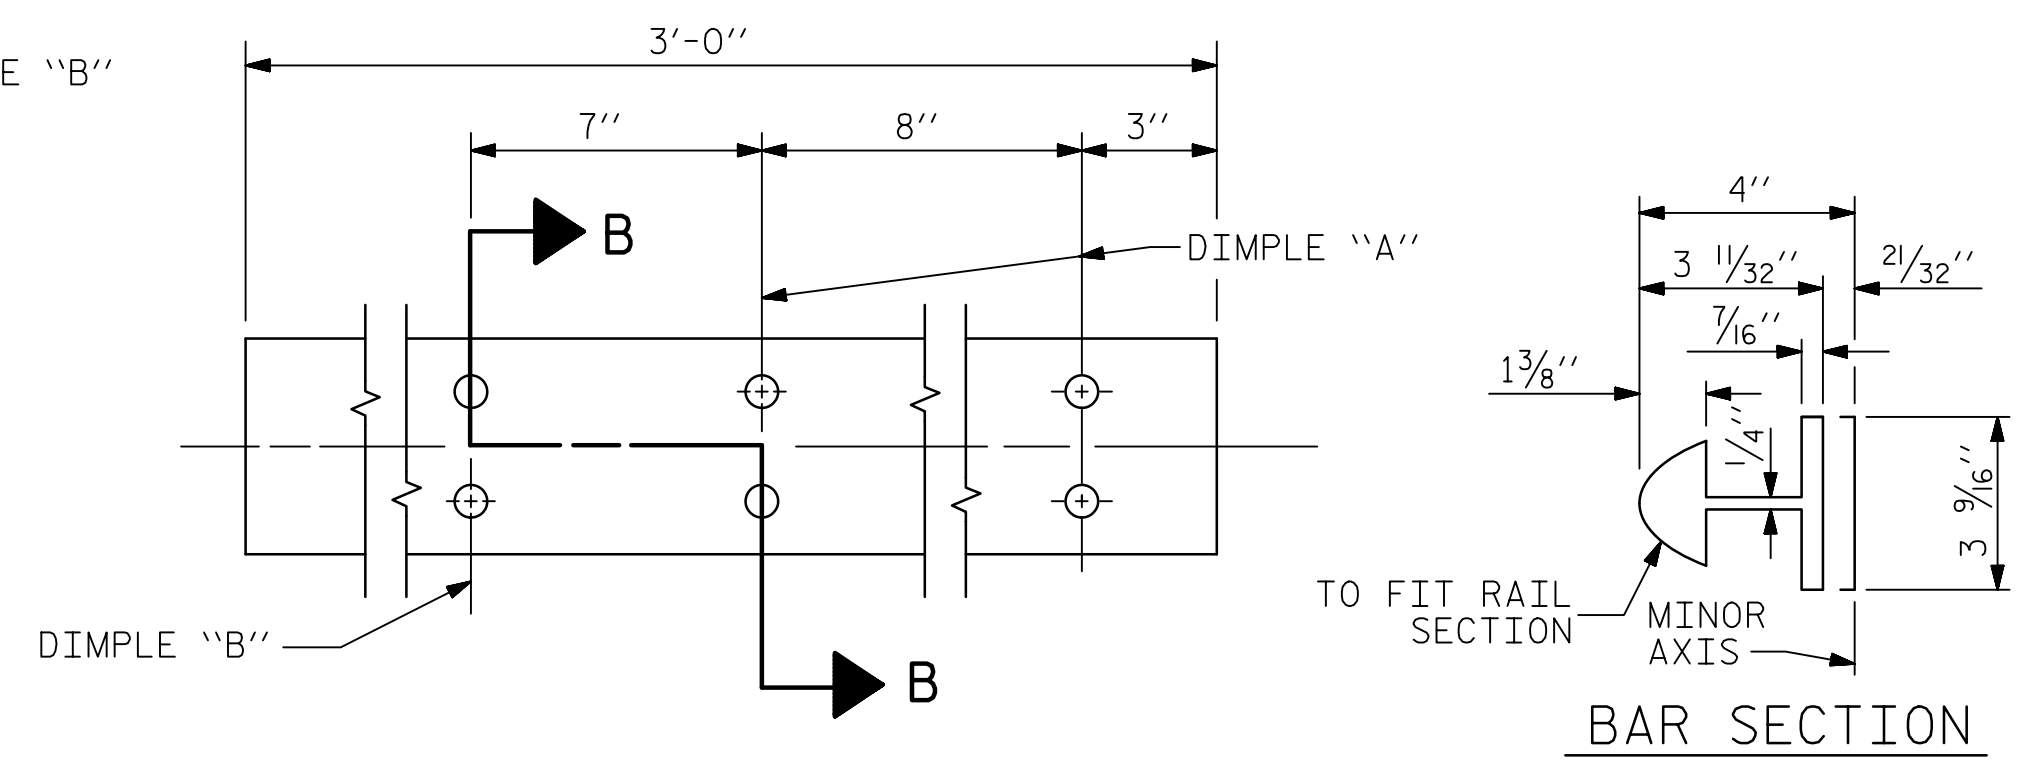 E ‵‵B′′
3′-0′′
7′′
8′′
3′′
B
DIMPLE ‵‵A′′
DIMPLE ‵‵B′′
B
4′′
3 11/32′′
21/32′′
7/16′′
1 3/8′′
1/4′′
3 9/16′′
TO FIT RAIL
SECTION
MINOR
AXIS
BAR SECTION